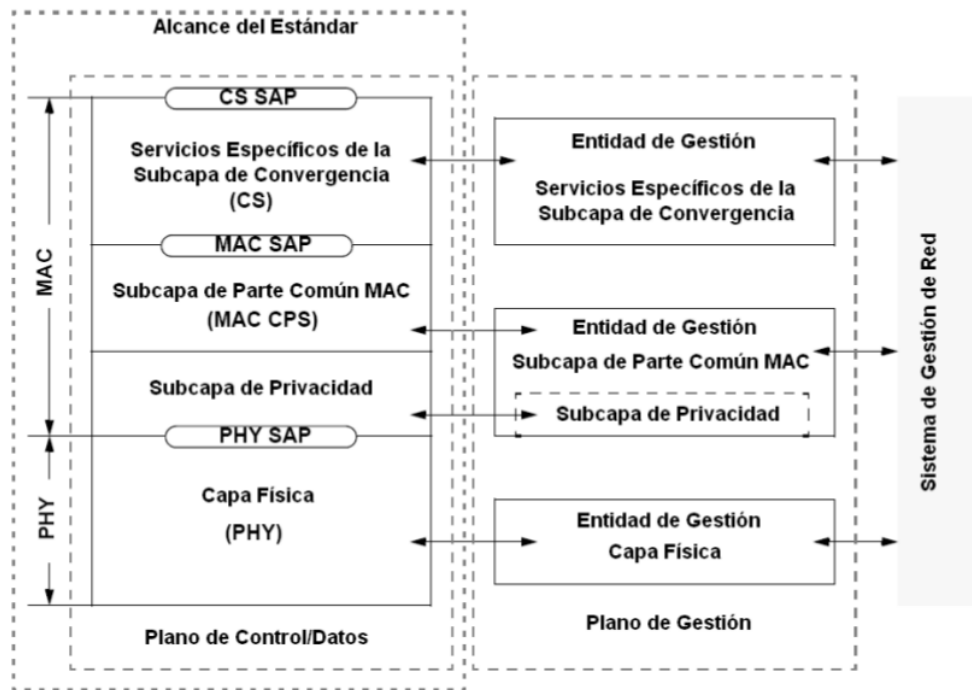 Alcance del Estándar
CS SAP
Servicios Específicos de la
Subcapa de Convergencia
(CS)
MAC SAP
Subcapa de Parte Común MAC
(MAC CPS)
Subcapa de Privacidad
PHY SAP
Capa Física
(PHY)
Plano de Control/Datos
MAC
PHY
Entidad de Gestión
Servicios Específicos de la
Subcapa de Convergencia
Entidad de Gestión
Subcapa de Parte Común MAC
Subcapa de Privacidad
Entidad de Gestión
Capa Física
Plano de Gestión
Sistema de Gestión de Red